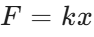 F = kx